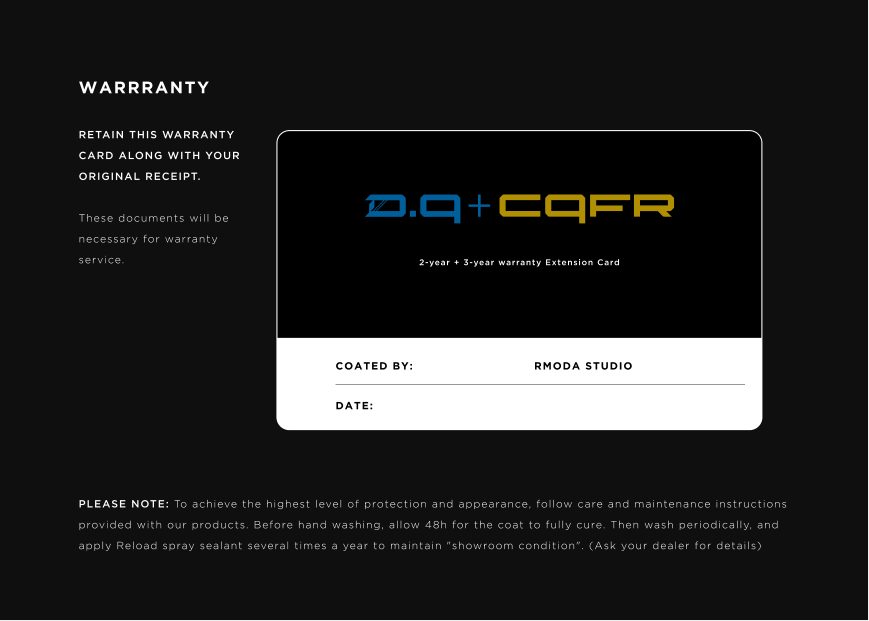 WARRRANTY
RETAIN THIS WARRANTY
CARD ALONG WITH YOUR
ORIGINAL RECEIPT.
These documents will be
necessary for warranty
service.
D.Q+CQFR
2-year + 3-year warranty Extension Card
COATED BY: RMODA STUDIO
DATE:
PLEASE NOTE: To achieve the highest level of protection and appearance, follow care and maintenance instructions
provided with our products. Before hand washing, allow 48h for the coat to fully cure. Then wash periodically, and
apply Reload spray sealant several times a year to maintain "showroom condition". (Ask your dealer for details)